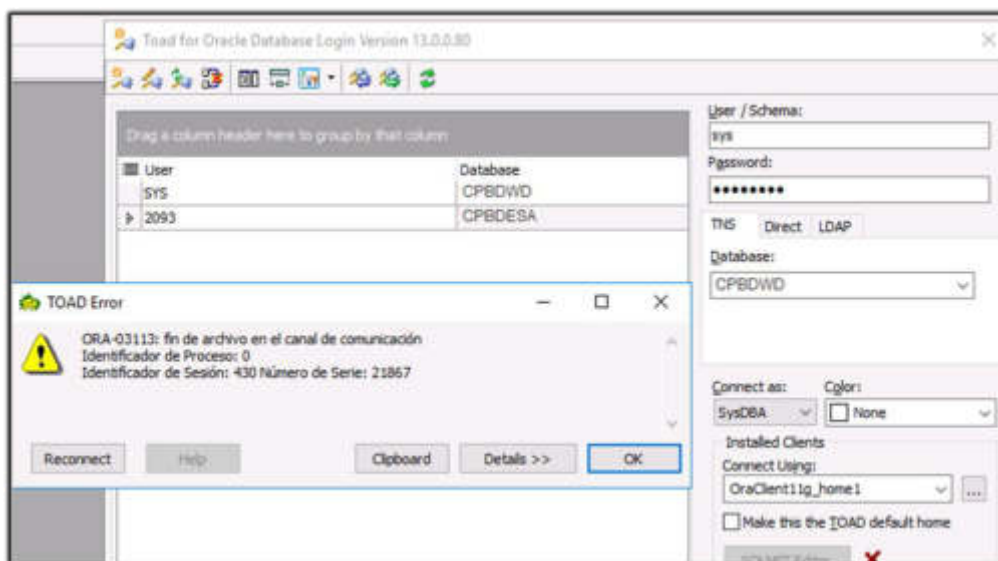 Toad for Oracle Database Login Version 13.0.0.80
Drag a column header here to group by that column
User Database
SYS CPBDWD
2093 CPBDESA
User / Schema:
sys
Password:
TNS Direct LDAP
Database:
CPBDWD
TOAD Error
ORA-03113: fin de archivo en el canal de comunicación
Identificador de Proceso: 0
Identificador de Sesión: 430 Número de Serie: 21867
Reconnect Help Clipboard Details >> OK
Connect as: Color:
SysDBA None
Installed Clients
Connect Using:
OraClient11g_home1 ...
Make this the TOAD default home